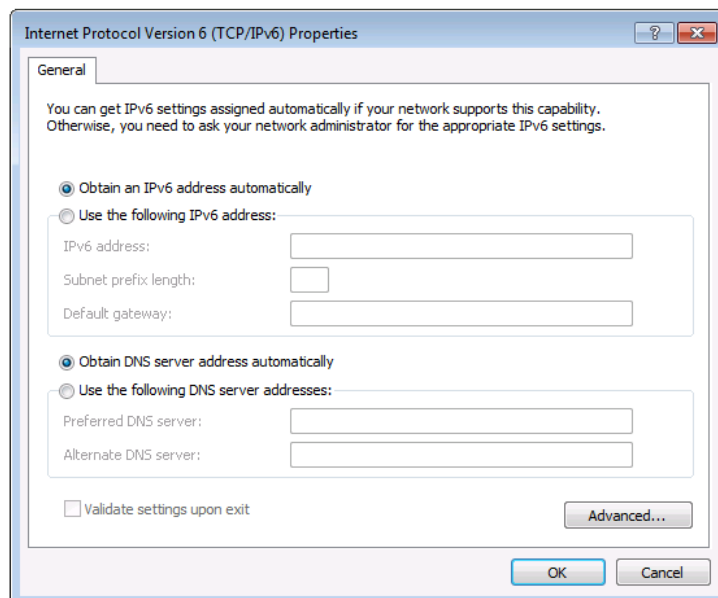 Internet Protocol Version 6 (TCP/IPv6) Properties
General
You can get IPv6 settings assigned automatically if your network supports this capability.
Otherwise, you need to ask your network administrator for the appropriate IPv6 settings.
Obtain an IPv6 address automatically
Use the following IPv6 address:
IPv6 address:
Subnet prefix length:
Default gateway:
Obtain DNS server address automatically
Use the following DNS server addresses:
Preferred DNS server:
Alternate DNS server:
Validate settings upon exit
Advanced...
OK
Cancel